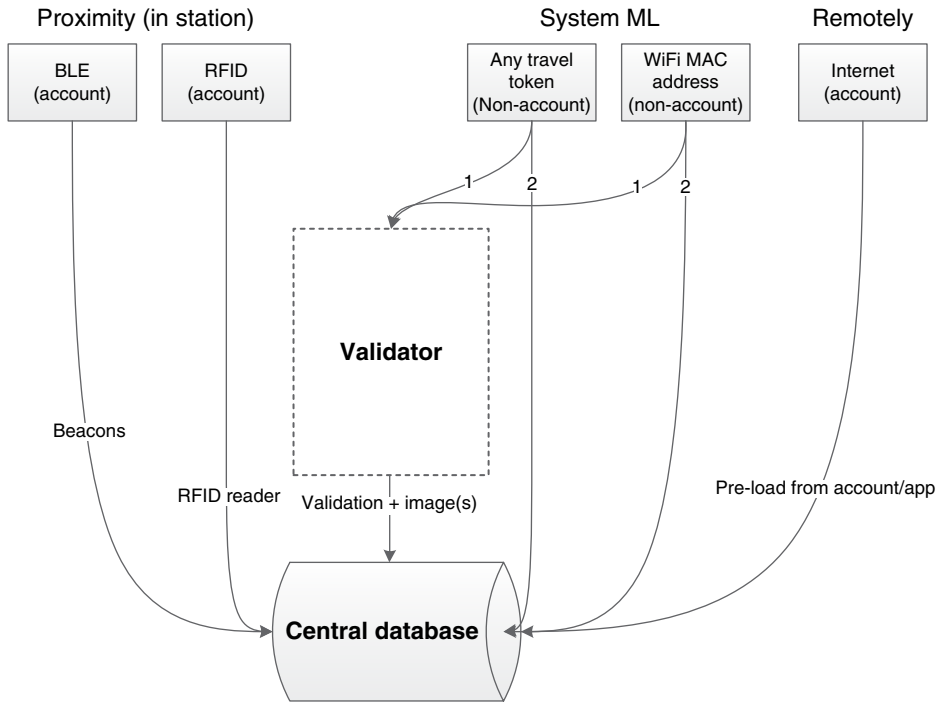 Proximity (in station)
System ML
Remotely
BLE
(account)
RFID
(account)
Any travel
token
(Non-account)
WiFi MAC
address
(non-account)
Internet
(account)
1
2
1
2
Validator
Beacons
RFID reader
Validation + image(s)
Pre-load from account/app
Central database